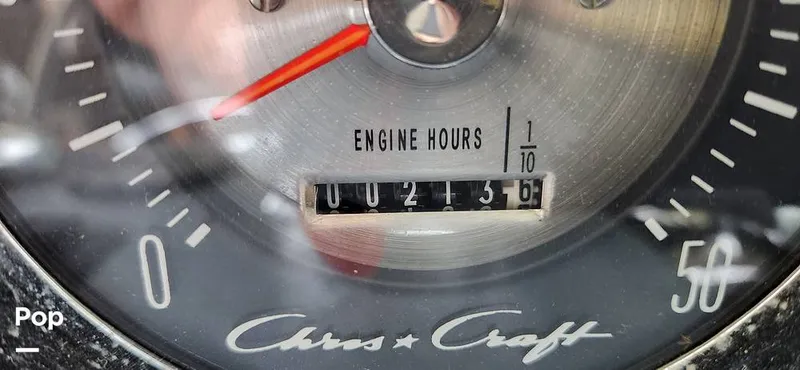 ENGINE HOURS
1/10
0 0 2 1 3 6
0
50
Chris★Craft
Pop